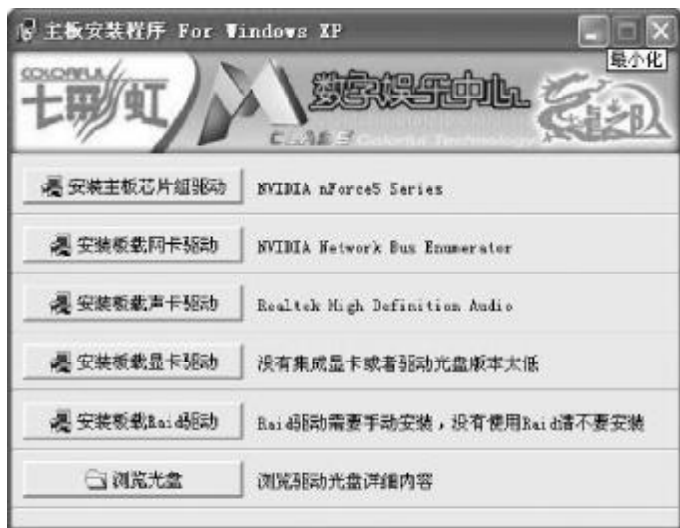 主板安装程序 For Windows XP
最小化
COLORFUL
七彩虹
数字娱乐中心
CLASS Colorful Technology
之队
安装主板芯片组驱动 NVIDIA nForce5 Series
安装板载网卡驱动 NVIDIA Network Bus Enumerator
安装板载声卡驱动 Realtek High Definition Audio
安装板载显卡驱动 没有集成显卡或者驱动光盘版本太低
安装板载Raid驱动 Raid驱动需要手动安装，没有使用Raid请不要安装
浏览光盘 浏览驱动光盘详细内容